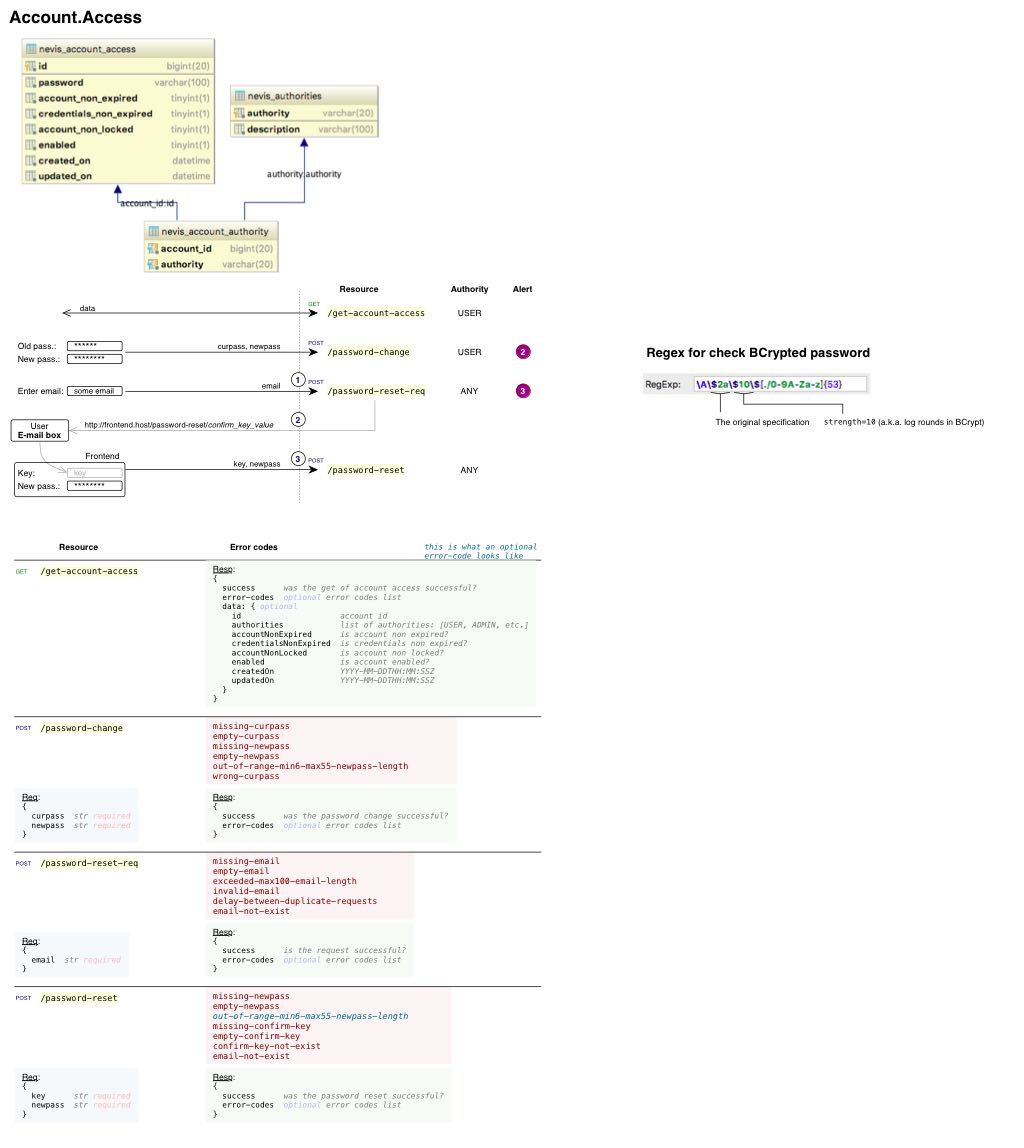 Account.Access
nevis_account_access
id bigint(20)
password varchar(100)
account_non_expired tinyint(1)
credentials_non_expired tinyint(1)
account_non_locked tinyint(1)
enabled tinyint(1)
created_on datetime
updated_on datetime
nevis_authorities
authority varchar(20)
description varchar(100)
authority:authority
account_id:id
nevis_account_authority
account_id bigint(20)
authority varchar(20)
Resource Authority Alert
data GET /get-account-access USER
Old pass.: ******
New pass.: ********
curpass, newpass POST /password-change USER 2
Enter email: some email email 1 POST /password-reset-req ANY 3
User
E-mail box
http://frontend.host/password-reset/confirm_key_value 2
Frontend
Key: key
New pass.: ********
key, newpass 3 POST /password-reset ANY
Regex for check BCrypted password
RegExp: \A\$2a\$10\$[./0-9A-Za-z]{53}
The original specification strength=10 (a.k.a. log rounds in BCrypt)
Resource Error codes this is what an optional
error-code looks like
GET /get-account-access
Resp:
{
success was the get of account access successful?
error-codes optional error codes list
data: { optional
id account id
authorities list of authorities: [USER, ADMIN, etc.]
accountNonExpired is account non expired?
credentialsNonExpired is credentials non expired?
accountNonLocked is account non locked?
enabled is account enabled?
createdOn YYYY-MM-DDTHH:MM:SSZ
updatedOn YYYY-MM-DDTHH:MM:SSZ
}
}
POST /password-change
missing-curpass
empty-curpass
missing-newpass
empty-newpass
out-of-range-min6-max55-newpass-length
wrong-curpass
Req:
{
curpass str required
newpass str required
}
Resp:
{
success was the password change successful?
error-codes optional error codes list
}
POST /password-reset-req
missing-email
empty-email
exceeded-max100-email-length
invalid-email
delay-between-duplicate-requests
email-not-exist
Req:
{
email str required
}
Resp:
{
success is the request successful?
error-codes optional error codes list
}
POST /password-reset
missing-newpass
empty-newpass
out-of-range-min6-max55-newpass-length
missing-confirm-key
empty-confirm-key
confirm-key-not-exist
email-not-exist
Req:
{
key str required
newpass str required
}
Resp:
{
success was the password reset successful?
error-codes optional error codes list
}